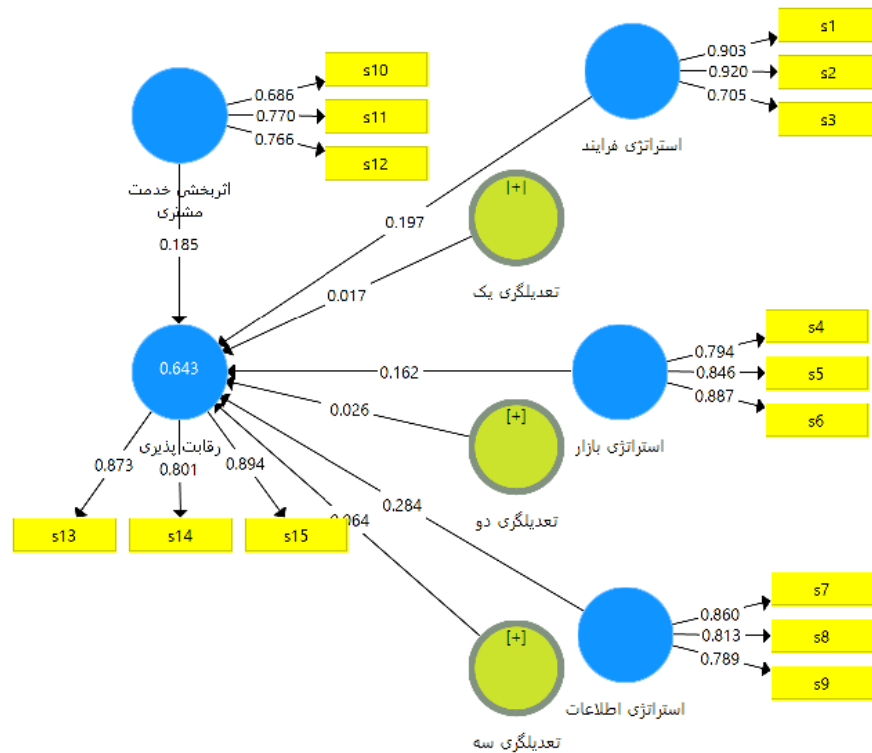 s1
0.903
s10
0.920
s2
0.686
0.705
0.770
s11
s3
0.766
s12
استراتژی فرایند
اثربخشی خدمت
مشتری
[+]
0.197
0.185
تعدیلگری یک
0.017
s4
0.794
0.643
0.162
0.846
s5
0.887
0.026
[+]
s6
رقابت پذیری
استراتژی بازار
0.873
0.801
0.894
0.284
0.064
تعدیلگری دو
s13
s14
s15
s7
0.860
0.813
s8
[+]
0.789
s9
استراتژی اطلاعات
تعدیلگری سه